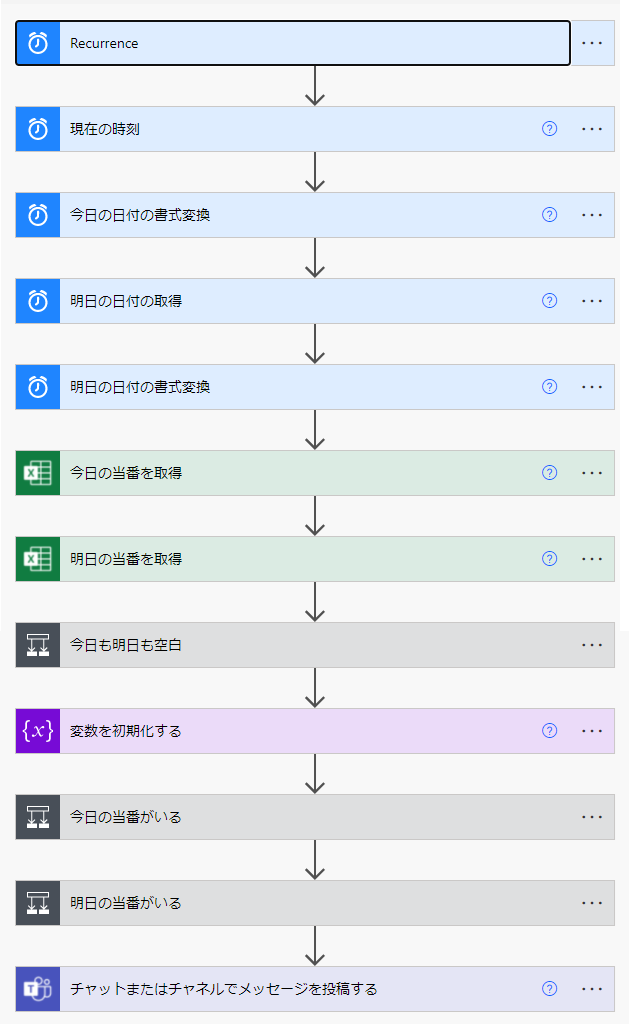 Recurrence
現在の時刻
今日の日付の書式変換
明日の日付の取得
明日の日付の書式変換
今日の当番を取得
明日の当番を取得
今日も明日も空白
変数を初期化する
今日の当番がいる
明日の当番がいる
チャットまたはチャネルでメッセージを投稿する